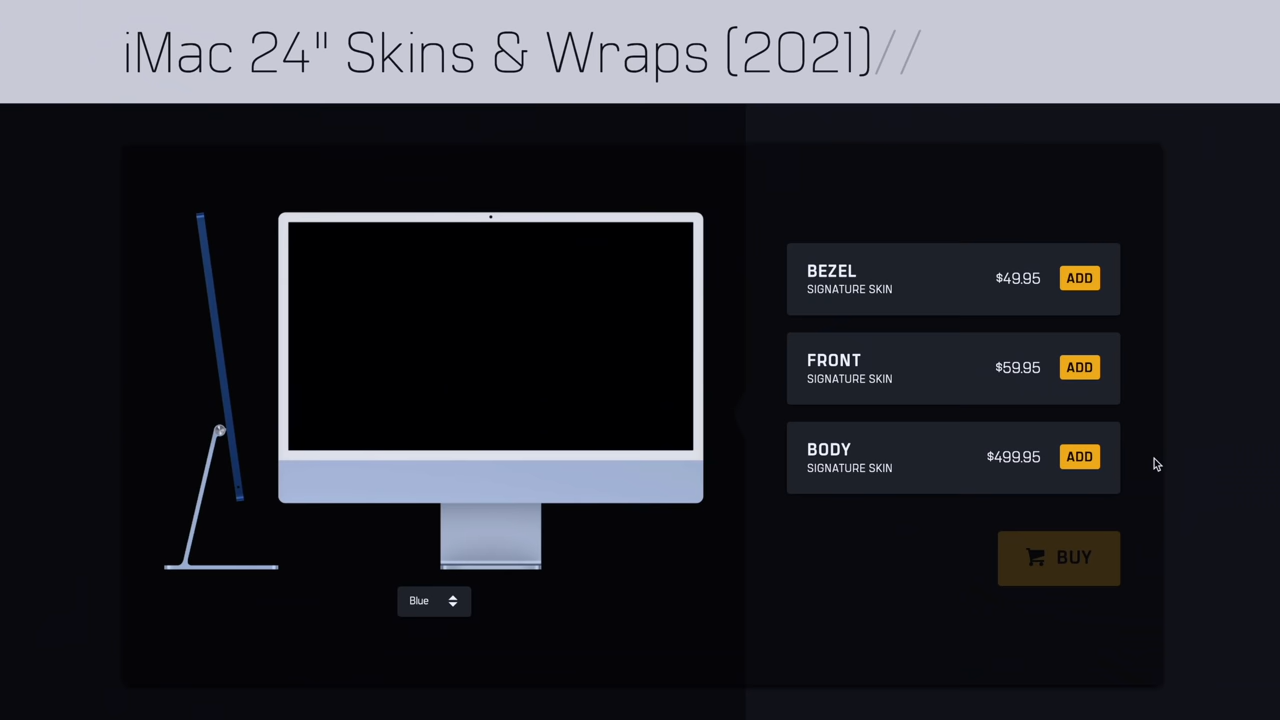 iMac 24" Skins & Wraps (2021)//
BEZEL
SIGNATURE SKIN
$49.95
ADD
FRONT
SIGNATURE SKIN
$59.95
ADD
BODY
SIGNATURE SKIN
$499.95
ADD
BUY
Blue